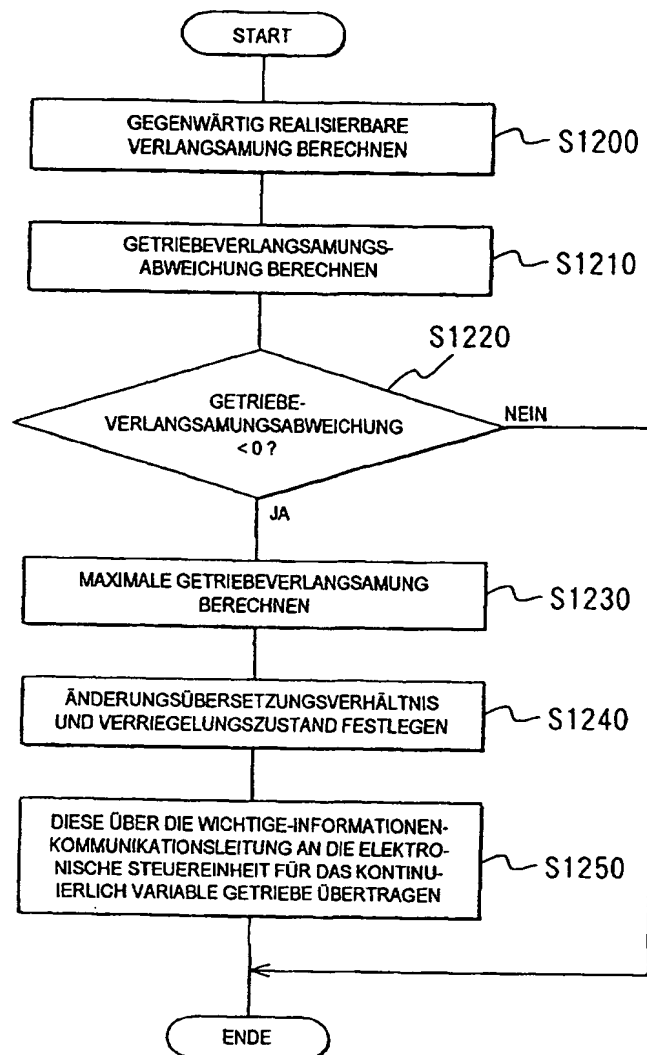 START
GEGENWÄRTIG REALISIERBARE
VERLANGSAMUNG BERECHNEN
S1200
GETRIEBEVERLANGSAMUNGS-
ABWEICHUNG BERECHNEN
S1210
S1220
GETRIEBE-
VERLANGSAMUNGSABWEICHUNG
< 0 ?
NEIN
JA
MAXIMALE GETRIEBEVERLANGSAMUNG
BERECHNEN
S1230
ÄNDERUNGSÜBERSETZUNGSVERHÄLTNIS
UND VERRIEGELUNGSZUSTAND FESTLEGEN
S1240
DIESE ÜBER DIE WICHTIGE-INFORMATIONEN-
KOMMUNIKATIONSLEITUNG AN DIE ELEKTRO-
NISCHE STEUEREINHEIT FÜR DAS KONTINU-
IERLICH VARIABLE GETRIEBE ÜBERTRAGEN
S1250
ENDE